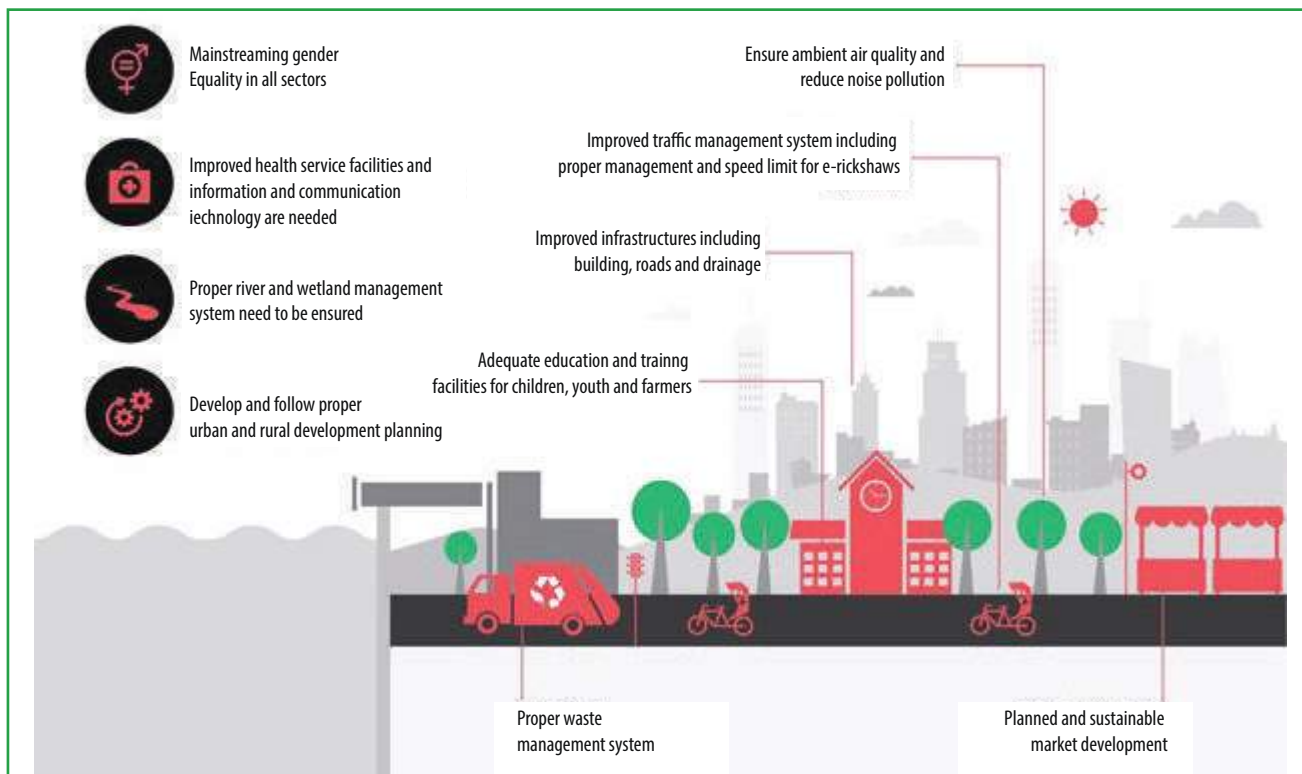 Mainstreaming gender
Equality in all sectors
Improved health service facilities and
information and communication
iechnology are needed
Proper river and wetland management
system need to be ensured
Develop and follow proper
urban and rural development planning
Ensure ambient air quality and
reduce noise pollution
Improved traffic management system including
proper management and speed limit for e-rickshaws
Improved infrastructures including
building, roads and drainage
Adequate education and trainng
facilities for children, youth and farmers
Proper waste
management system
Planned and sustainable
market development